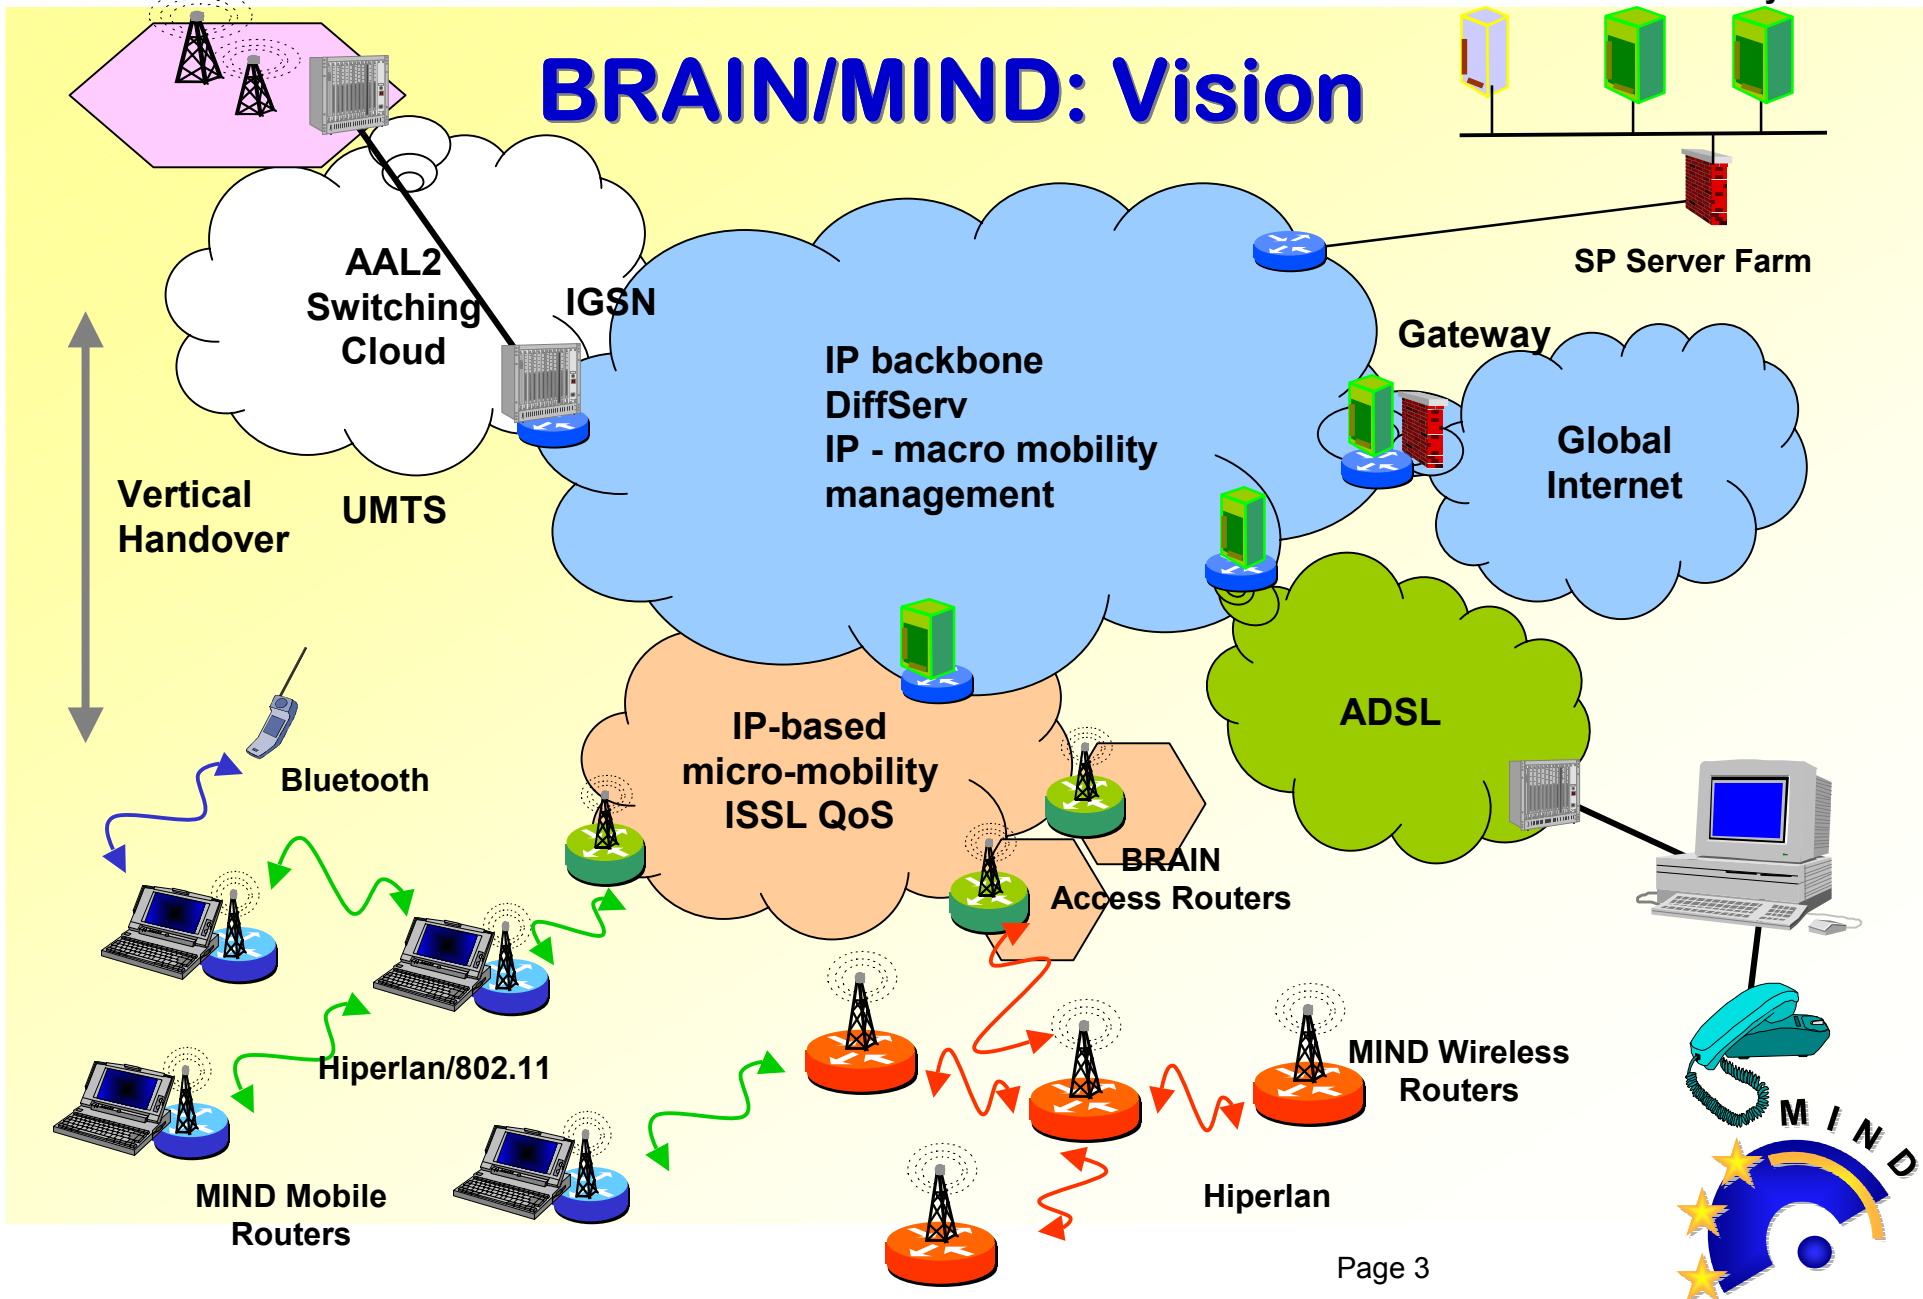 BRAIN/MIND: Vision
AAL2
Switching
Cloud
IGSN
SP Server Farm
Gateway
IP backbone
DiffServ
IP - macro mobility
management
Global
Internet
Vertical
Handover
UMTS
ADSL
IP-based
micro-mobility
ISSL QoS
Bluetooth
BRAIN
Access Routers
Hiperlan/802.11
MIND Wireless
Routers
MIND Mobile
Routers
Hiperlan
MIND
Page 3